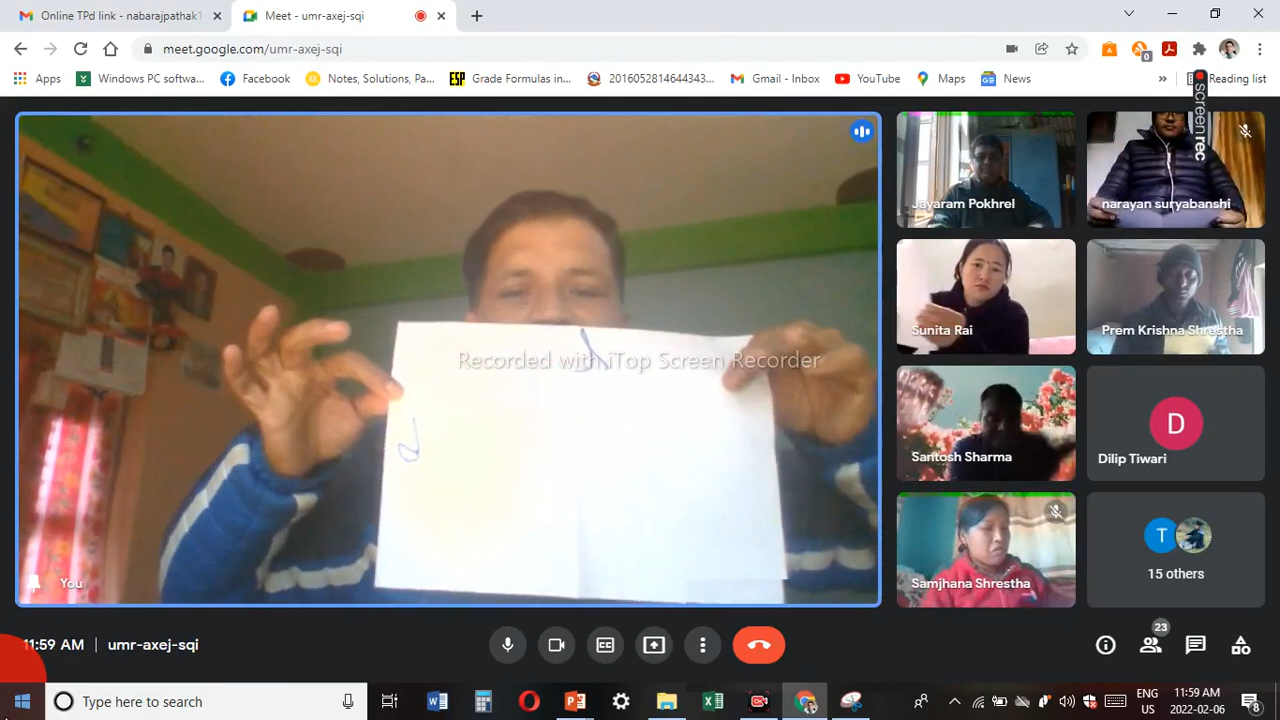 Online TPd link - nabarajpathak1
Meet - umr-axej-sqi
meet.google.com/umr-axej-sqi
0
Apps
Windows PC softwa...
Facebook
Notes, Solutions, Pa...
ESP
Grade Formulas in...
2016052814644343...
Gmail - Inbox
YouTube
Maps
News
»
Reading list
screenrec
Recorded with iTop Screen Recorder
You
Jayaram Pokhrel
narayan suryabanshi
Sunita Rai
Prem Krishna Shrestha
Santosh Sharma
D
Dilip Tiwari
Samjhana Shrestha
T
15 others
11:59 AM | umr-axej-sqi
23
Type here to search
ENG
US
11:59 AM
2022-02-06
8